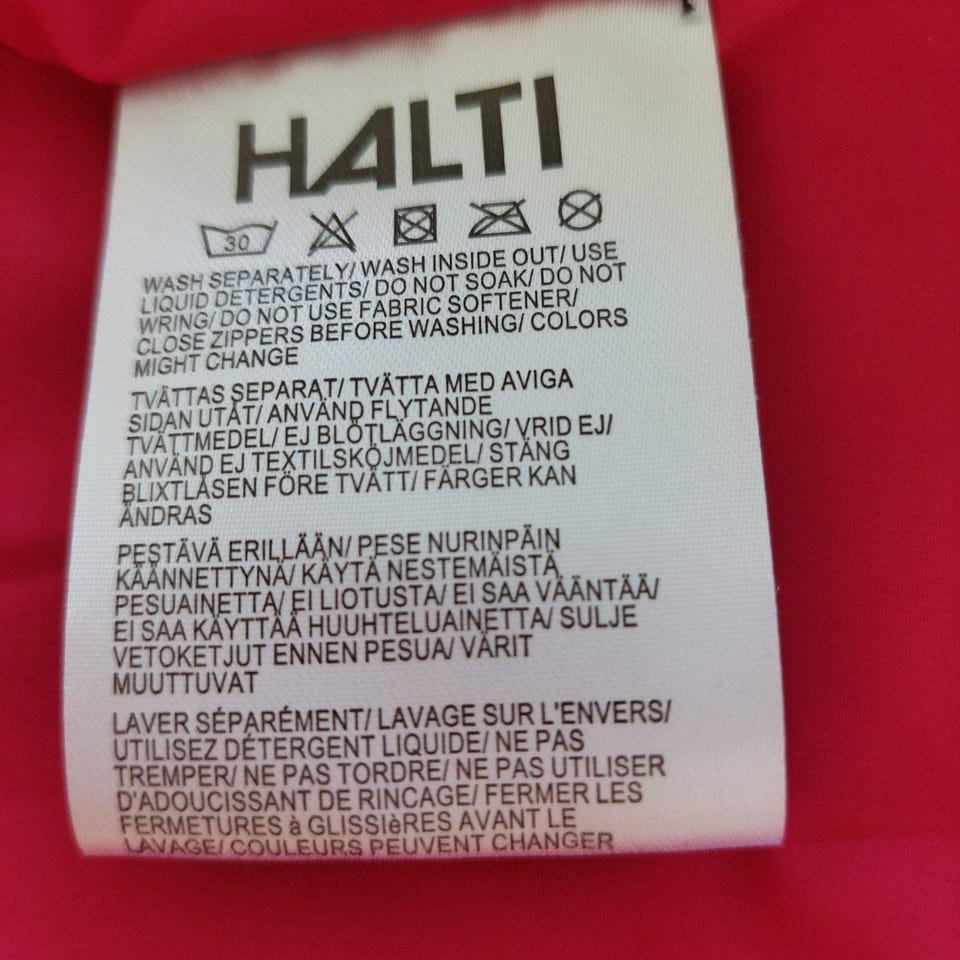 HALTI
30
WASH SEPARATELY/ WASH INSIDE OUT/ USE
LIQUID DETERGENTS/ DO NOT SOAK/ DO NOT
WRING/ DO NOT USE FABRIC SOFTENER/
CLOSE ZIPPERS BEFORE WASHING/ COLORS
MIGHT CHANGE
TVÄTTAS SEPARAT/ TVÄTTA MED AVIGA
SIDAN UTÅT/ ANVÄND FLYTANDE
TVÄTTMEDEL/ EJ BLÖTLÄGGNING/ VRID EJ/
ANVÄND EJ TEXTILSKÖJMEDEL/ STÄNG
BLIXTLÅSEN FÖRE TVÄTT/ FÄRGER KAN
ÄNDRAS
PESTÄVÄ ERILLÄÄN/ PESE NURINPÄIN
KÄÄNNETTYNÄ/ KÄYTÄ NESTEMÄISTÄ
PESUAINETTA/ EI LIOTUSTA/ EI SAA VÄÄNTÄÄ/
EI SAA KÄYTTÄÄ HUUHTELUAINETTA/ SULJE
VETOKETJUT ENNEN PESUA/ VÄRIT
MUUTTUVAT
LAVER SÉPARÉMENT/ LAVAGE SUR L'ENVERS/
UTILISEZ DÉTERGENT LIQUIDE/ NE PAS
TREMPER/ NE PAS TORDRE/ NE PAS UTILISER
D'ADOUCISSANT DE RINCAGE/ FERMER LES
FERMETURES à GLISSIèRES AVANT LE
LAVAGE/ COULEURS PEUVENT CHANGER